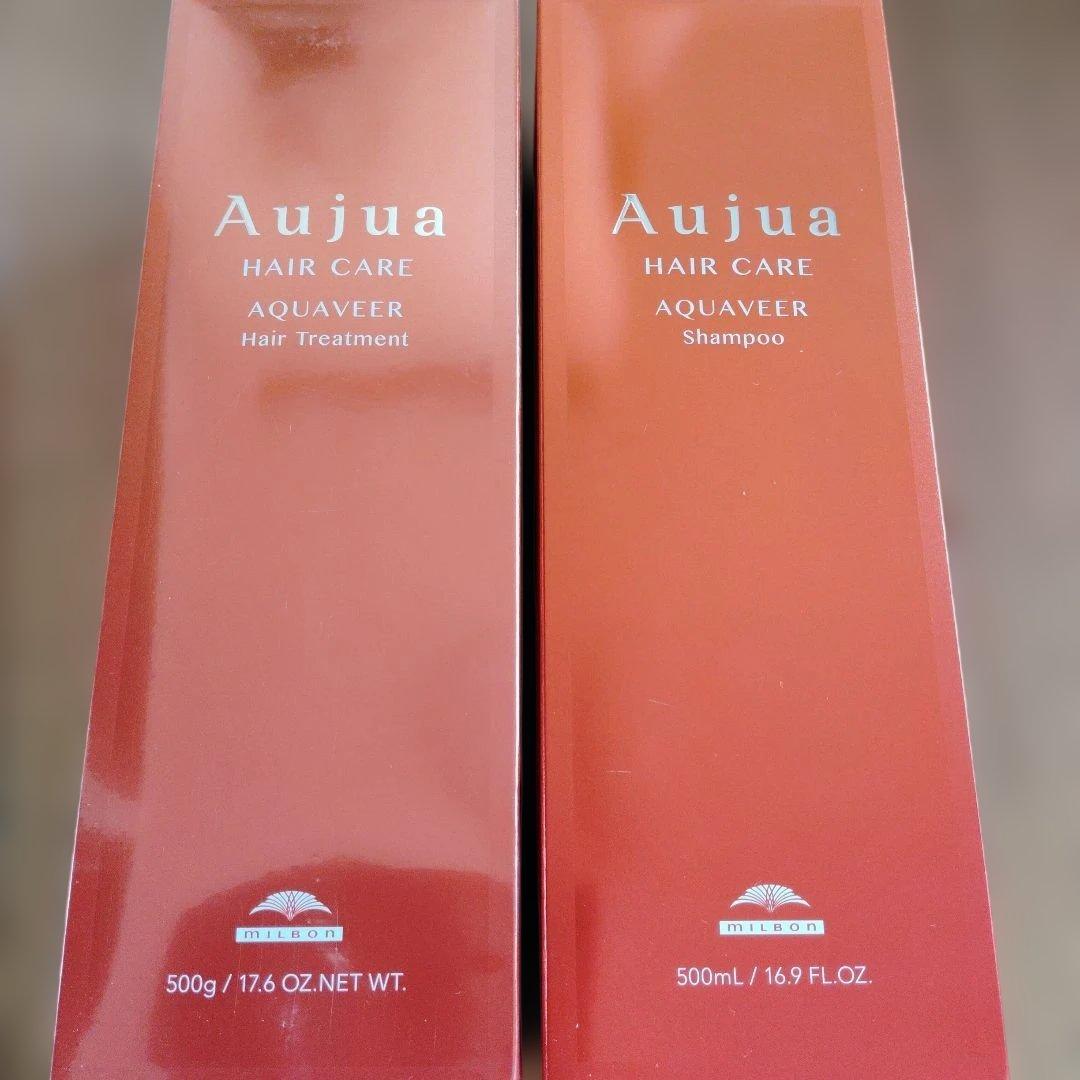 Aujua
HAIR CARE
AQUAVEER
Hair Treatment
MILBON
500g / 17.6 OZ.NET WT.
Aujua
HAIR CARE
AQUAVEER
Shampoo
MILBON
500mL / 16.9 FL.OZ.